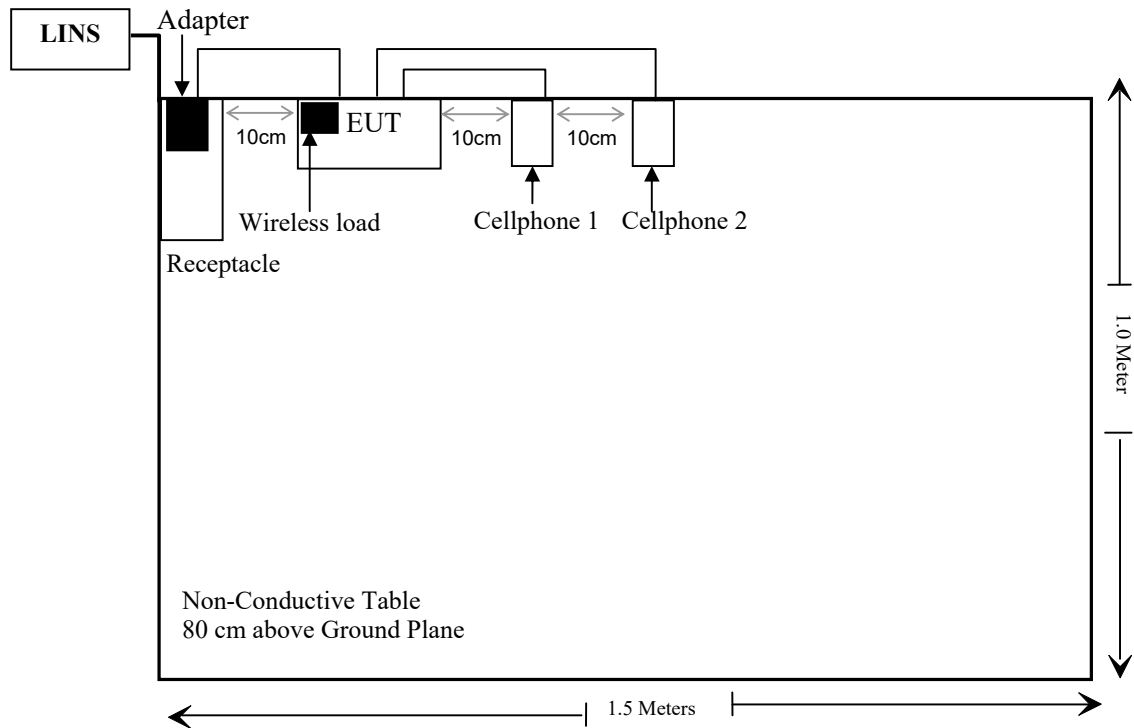 LINS
Adapter
EUT
10cm
10cm
10cm
Wireless load
Cellphone 1
Cellphone 2
Receptacle
1.0 Meter
Non-Conductive Table
80 cm above Ground Plane
1.5 Meters